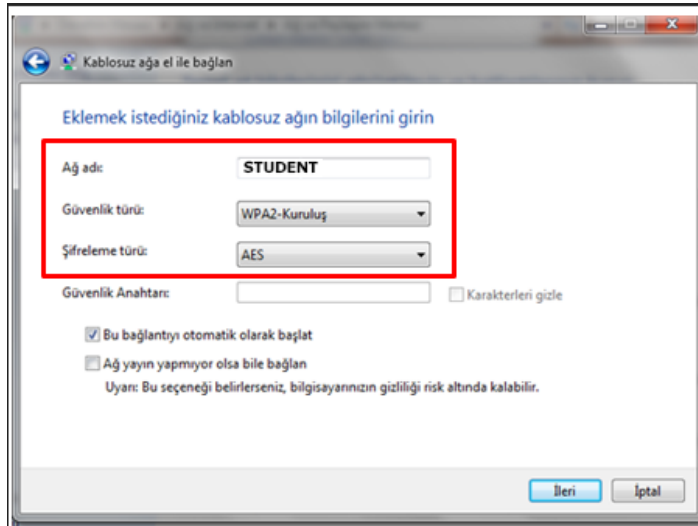 Kablosuz ağa el ile bağlan
Eklemek istediğiniz kablosuz ağın bilgilerini girin
Ağ adı: STUDENT
Güvenlik türü: WPA2-Kuruluş
Şifreleme türü: AES
Güvenlik Anahtarı: Karakterleri gizle
Bu bağlantıyı otomatik olarak başlat
Ağ yayın yapmıyor olsa bile bağlan
Uyarı: Bu seçeneği belirlerseniz, bilgisayarınızın gizliliği risk altında kalabilir.
İleri İptal